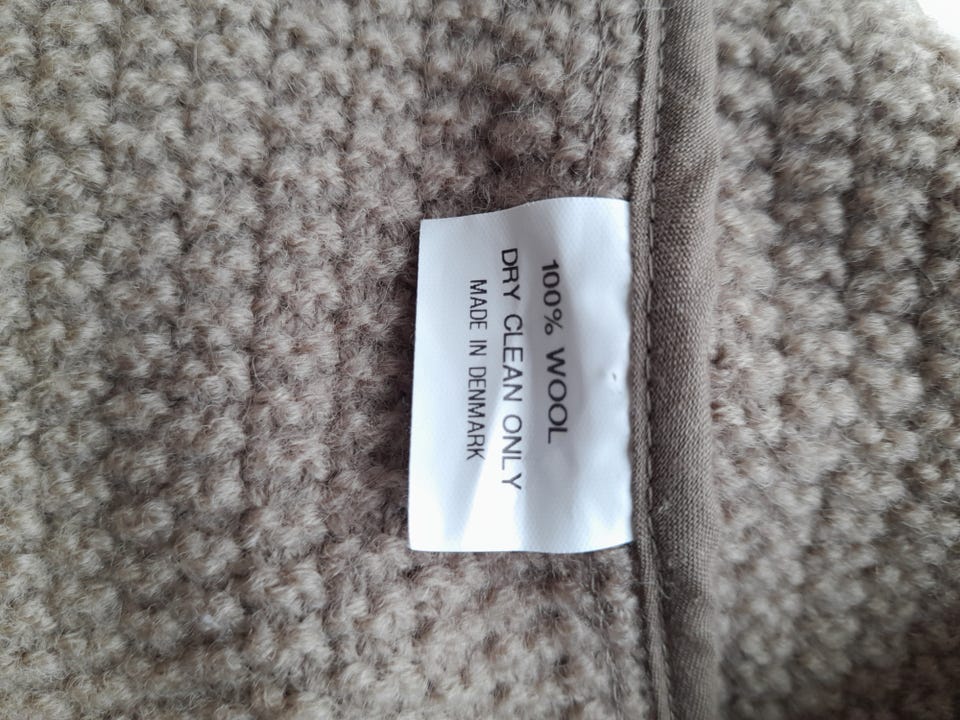 100% WOOL
DRY CLEAN ONLY
MADE IN DENMARK